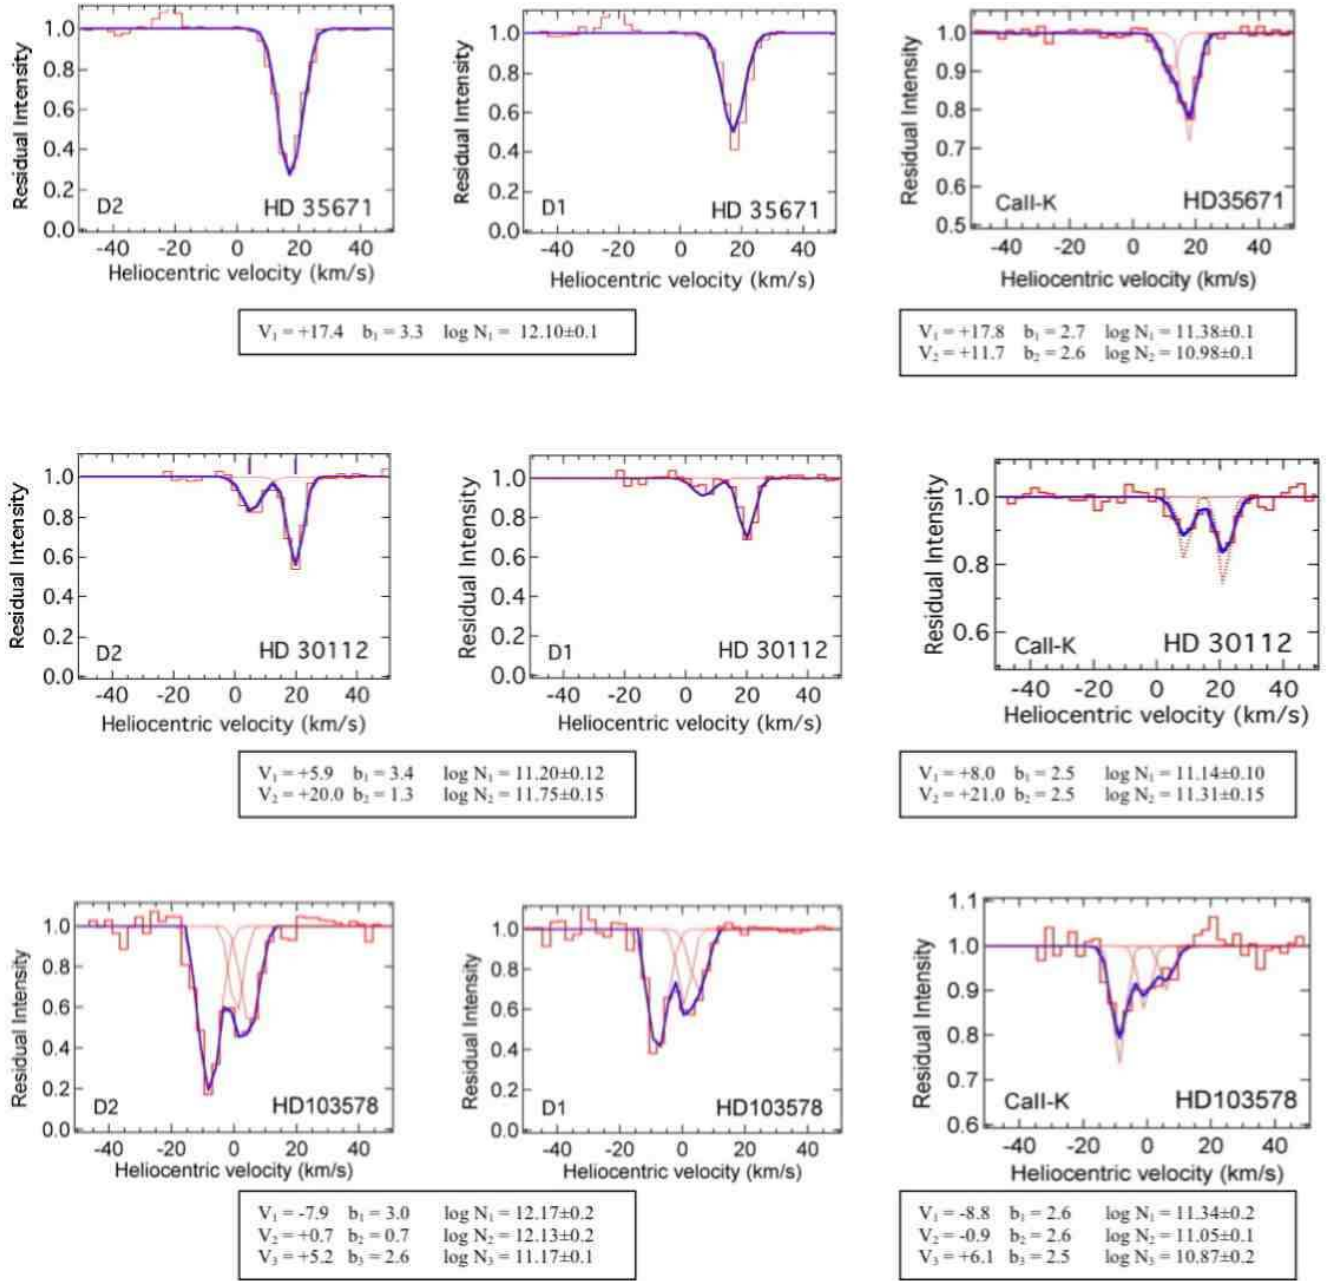 Residual Intensity
1.0
0.8
0.6
0.4
0.2
0.0
D2 HD 35671
-40 -20 0 20 40
Heliocentric velocity (km/s)
Residual Intensity
1.0
0.8
0.6
0.4
0.2
0.0
D1 HD 35671
-40 -20 0 20 40
Heliocentric velocity (km/s)
Residual Intensity
1.0
0.9
0.8
0.7
0.6
0.5
CaII-K HD35671
-40 -20 0 20 40
Heliocentric velocity (km/s)
V₁ = +17.4 b₁ = 3.3 log N₁ = 12.10±0.1
V₁ = +17.8 b₁ = 2.7 log N₁ = 11.38±0.1
V₂ = +11.7 b₂ = 2.6 log N₂ = 10.98±0.1
Residual Intensity
1.0
0.8
0.6
0.4
0.2
0.0
D2 HD 30112
-40 -20 0 20 40
Heliocentric velocity (km/s)
Residual Intensity
1.0
0.8
0.6
0.4
0.2
0.0
D1 HD 30112
-40 -20 0 20 40
Heliocentric velocity (km/s)
Residual Intensity
1.0
0.8
0.6
CaII-K HD 30112
-40 -20 0 20 40
Heliocentric velocity (km/s)
V₁ = +5.9 b₁ = 3.4 log N₁ = 11.20±0.12
V₂ = +20.0 b₂ = 1.3 log N₂ = 11.75±0.15
V₁ = +8.0 b₁ = 2.5 log N₁ = 11.14±0.10
V₂ = +21.0 b₂ = 2.5 log N₂ = 11.31±0.15
Residual Intensity
1.0
0.8
0.6
0.4
0.2
0.0
D2 HD103578
-40 -20 0 20 40
Heliocentric velocity (km/s)
Residual Intensity
1.0
0.8
0.6
0.4
0.2
0.0
D1 HD103578
-40 -20 0 20 40
Heliocentric velocity (km/s)
Residual Intensity
1.1
1.0
0.9
0.8
0.7
0.6
CaII-K HD103578
-40 -20 0 20 40
Heliocentric velocity (km/s)
V₁ = -7.9 b₁ = 3.0 log N₁ = 12.17±0.2
V₂ = +0.7 b₂ = 0.7 log N₂ = 12.13±0.2
V₃ = +5.2 b₃ = 2.6 log N₃ = 11.17±0.1
V₁ = -8.8 b₁ = 2.6 log N₁ = 11.34±0.2
V₂ = -0.9 b₂ = 2.6 log N₂ = 11.05±0.1
V₃ = +6.1 b₃ = 2.5 log N₃ = 10.87±0.2